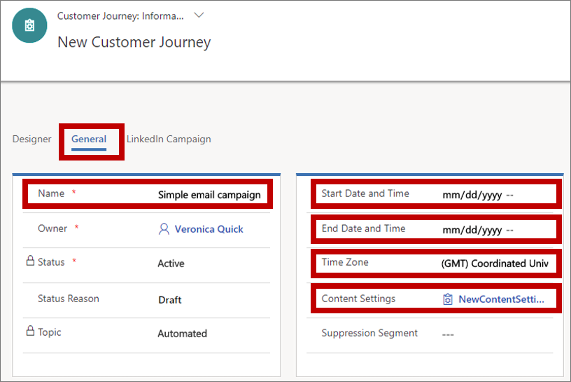 Customer Journey: Informa...
New Customer Journey
Designer General LinkedIn Campaign
Name * Simple email campaign
Owner * Veronica Quick
Status * Active
Status Reason Draft
Topic Automated
Start Date and Time mm/dd/yyyy --
End Date and Time mm/dd/yyyy --
Time Zone (GMT) Coordinated Univ
Content Settings NewContentSetti...
Suppression Segment ---